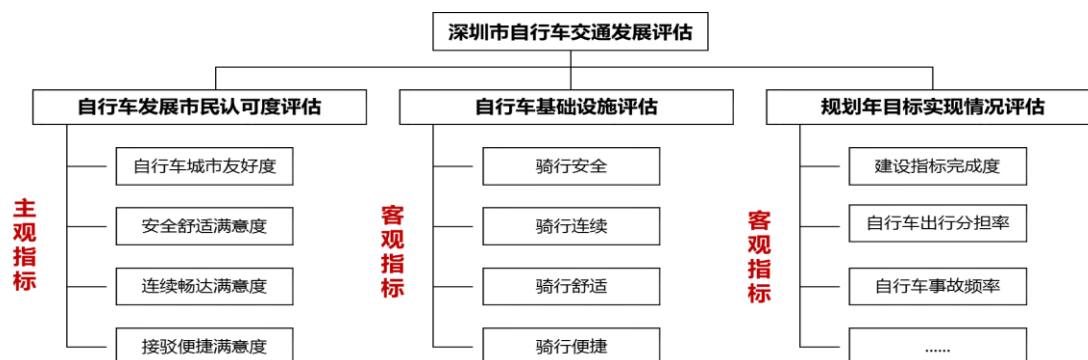 深圳市自行车交通发展评估
自行车发展市民认可度评估
自行车基础设施评估
规划年目标实现情况评估
主观指标
自行车城市友好度
安全舒适满意度
连续畅达满意度
接驳便捷满意度
客观指标
骑行安全
骑行连续
骑行舒适
骑行便捷
客观指标
建设指标完成度
自行车出行分担率
自行车事故频率
......